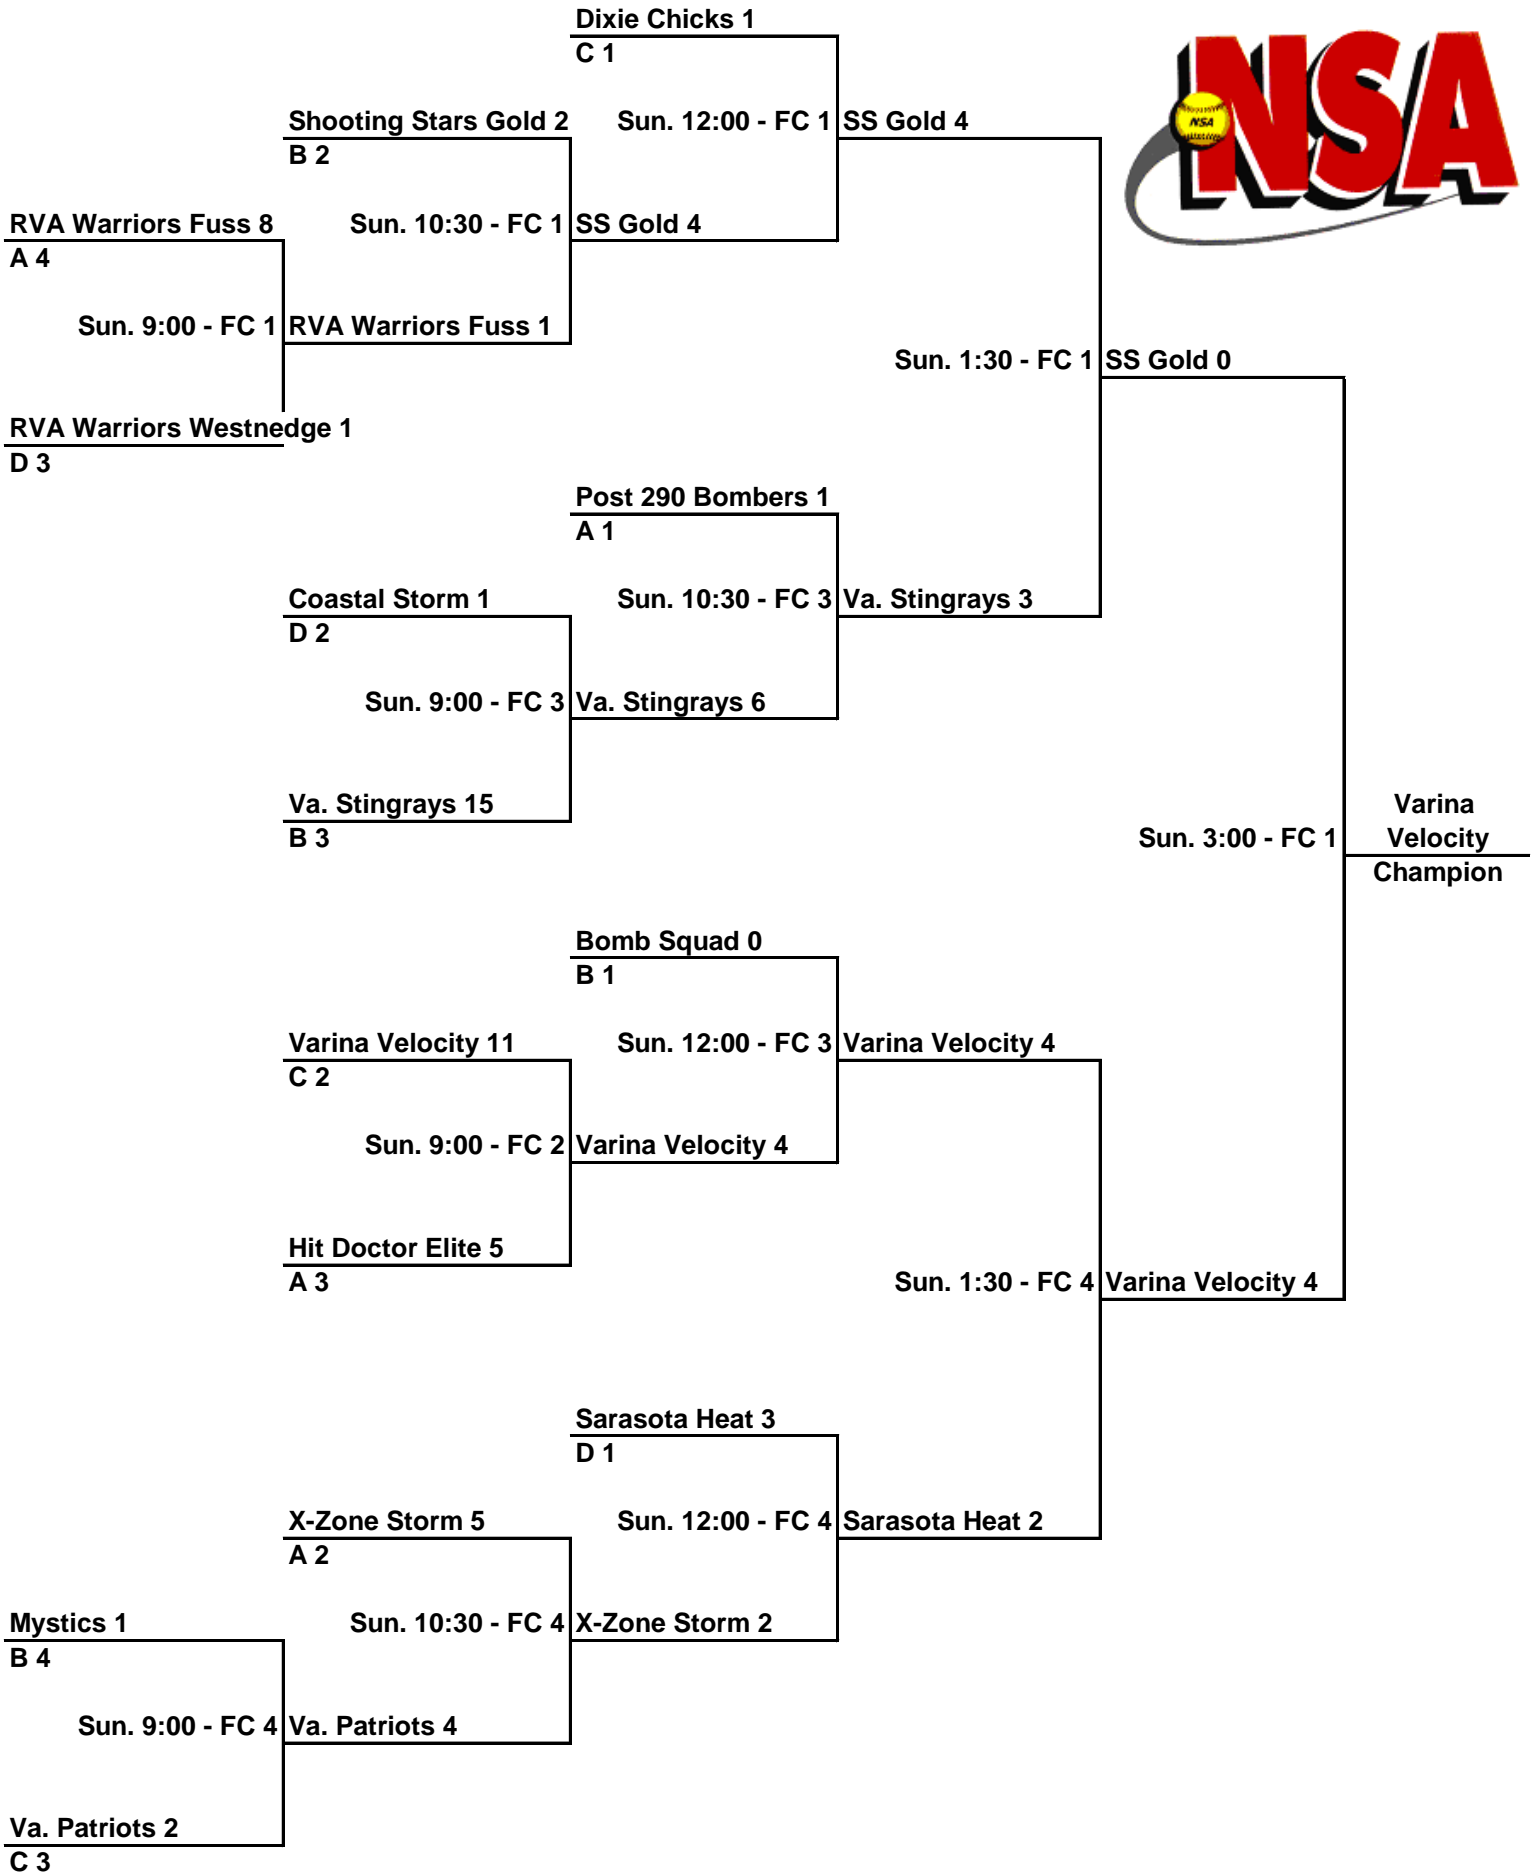 Dixie Chicks 1
C 1
NSA
NSA
Shooting Stars Gold 2
Sun. 12:00 - FC 1
SS Gold 4
B 2
RVA Warriors Fuss 8
Sun. 10:30 - FC 1
SS Gold 4
A 4
Sun. 9:00 - FC 1
RVA Warriors Fuss 1
Sun. 1:30 - FC 1
SS Gold 0
RVA Warriors Westnedge 1
D 3
Post 290 Bombers 1
A 1
Coastal Storm 1
Sun. 10:30 - FC 3
Va. Stingrays 3
D 2
Sun. 9:00 - FC 3
Va. Stingrays 6
Va. Stingrays 15
B 3
Varina
Sun. 3:00 - FC 1
Velocity
Champion
Bomb Squad 0
B 1
Varina Velocity 11
Sun. 12:00 - FC 3
Varina Velocity 4
C 2
Sun. 9:00 - FC 2
Varina Velocity 4
Hit Doctor Elite 5
A 3
Sun. 1:30 - FC 4
Varina Velocity 4
Sarasota Heat 3
D 1
X-Zone Storm 5
Sun. 12:00 - FC 4
Sarasota Heat 2
A 2
Mystics 1
Sun. 10:30 - FC 4
X-Zone Storm 2
B 4
Sun. 9:00 - FC 4
Va. Patriots 4
Va. Patriots 2
C 3